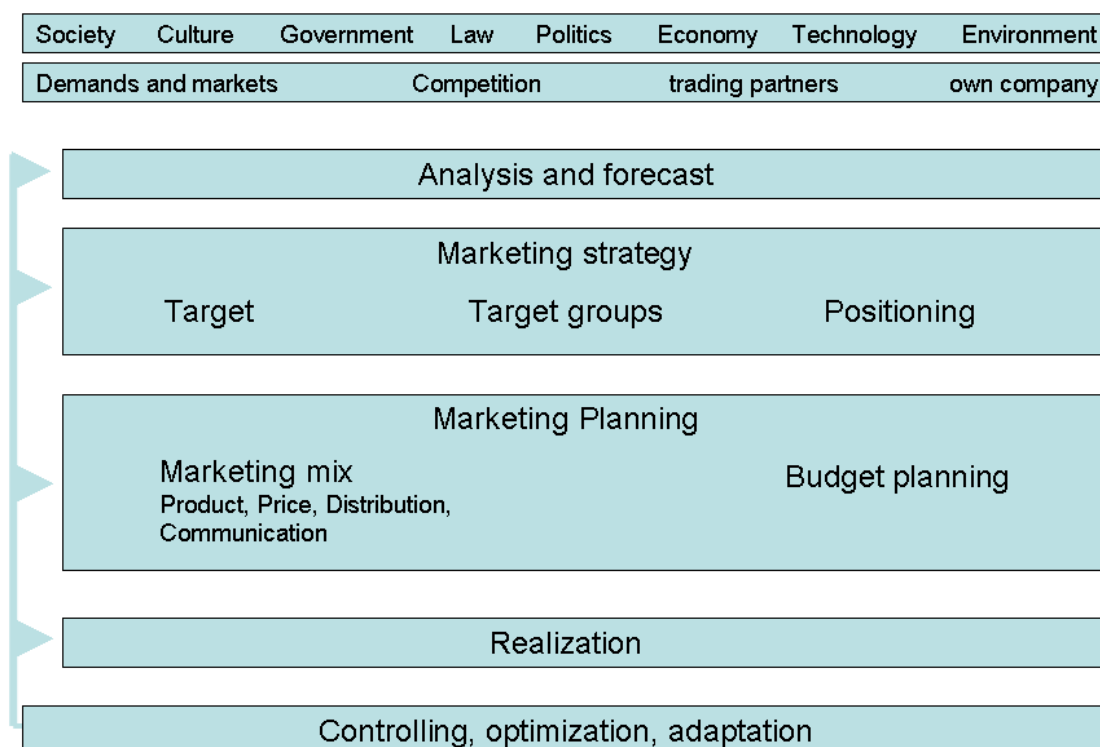 Society Culture Government Law Politics Economy Technology Environment
Demands and markets Competition trading partners own company
Analysis and forecast
Marketing strategy
Target Target groups Positioning
Marketing Planning
Marketing mix Budget planning
Product, Price, Distribution,
Communication
Realization
Controlling, optimization, adaptation